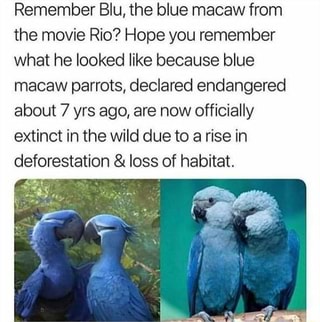 Remember Blu, the blue macaw from
the movie Rio? Hope you remember
what he looked like because blue
macaw parrots, declared endangered
about 7 yrs ago, are now officially
extinct in the wild due to a rise in
deforestation & loss of habitat.